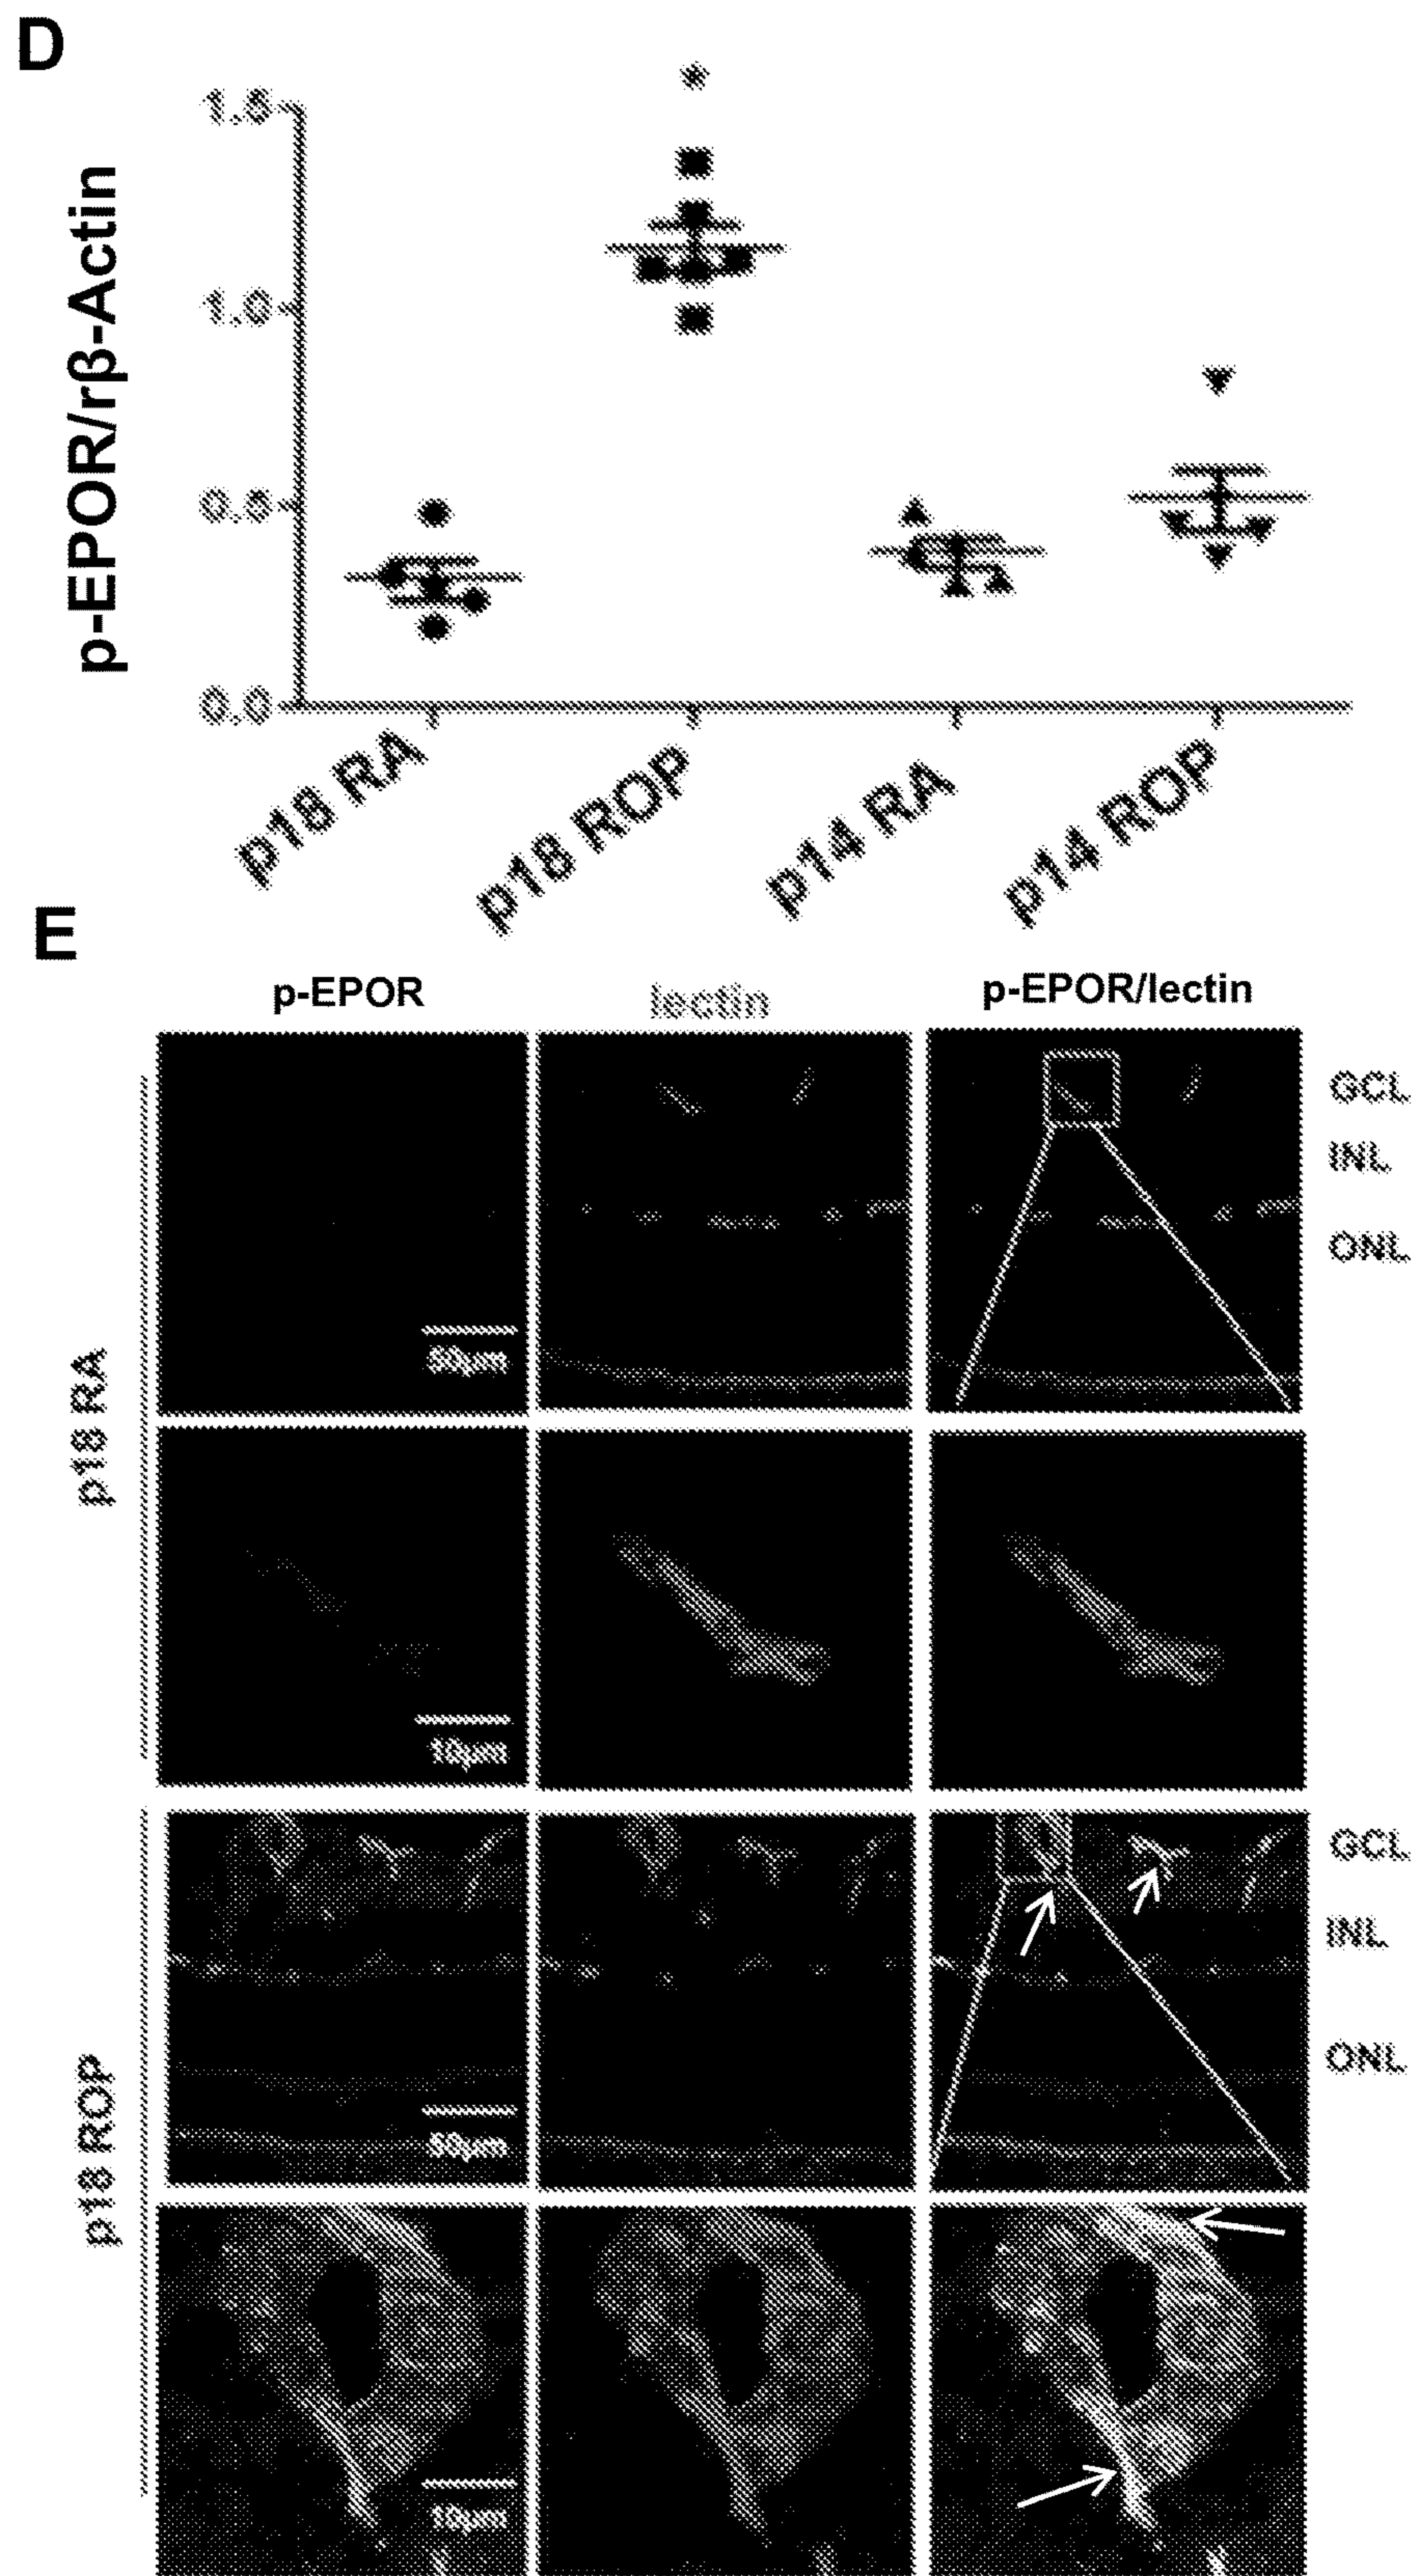 D
*
1.5
1.0
0.5
0.0
p-EPOR/rβ-Actin
p18 RA
p18 ROP
p14 RA
p14 ROP
E
p-EPOR
lectin
p-EPOR/lectin
p18 RA
50μm
GCL
INL
ONL
10μm
p18 ROP
50μm
GCL
INL
ONL
10μm